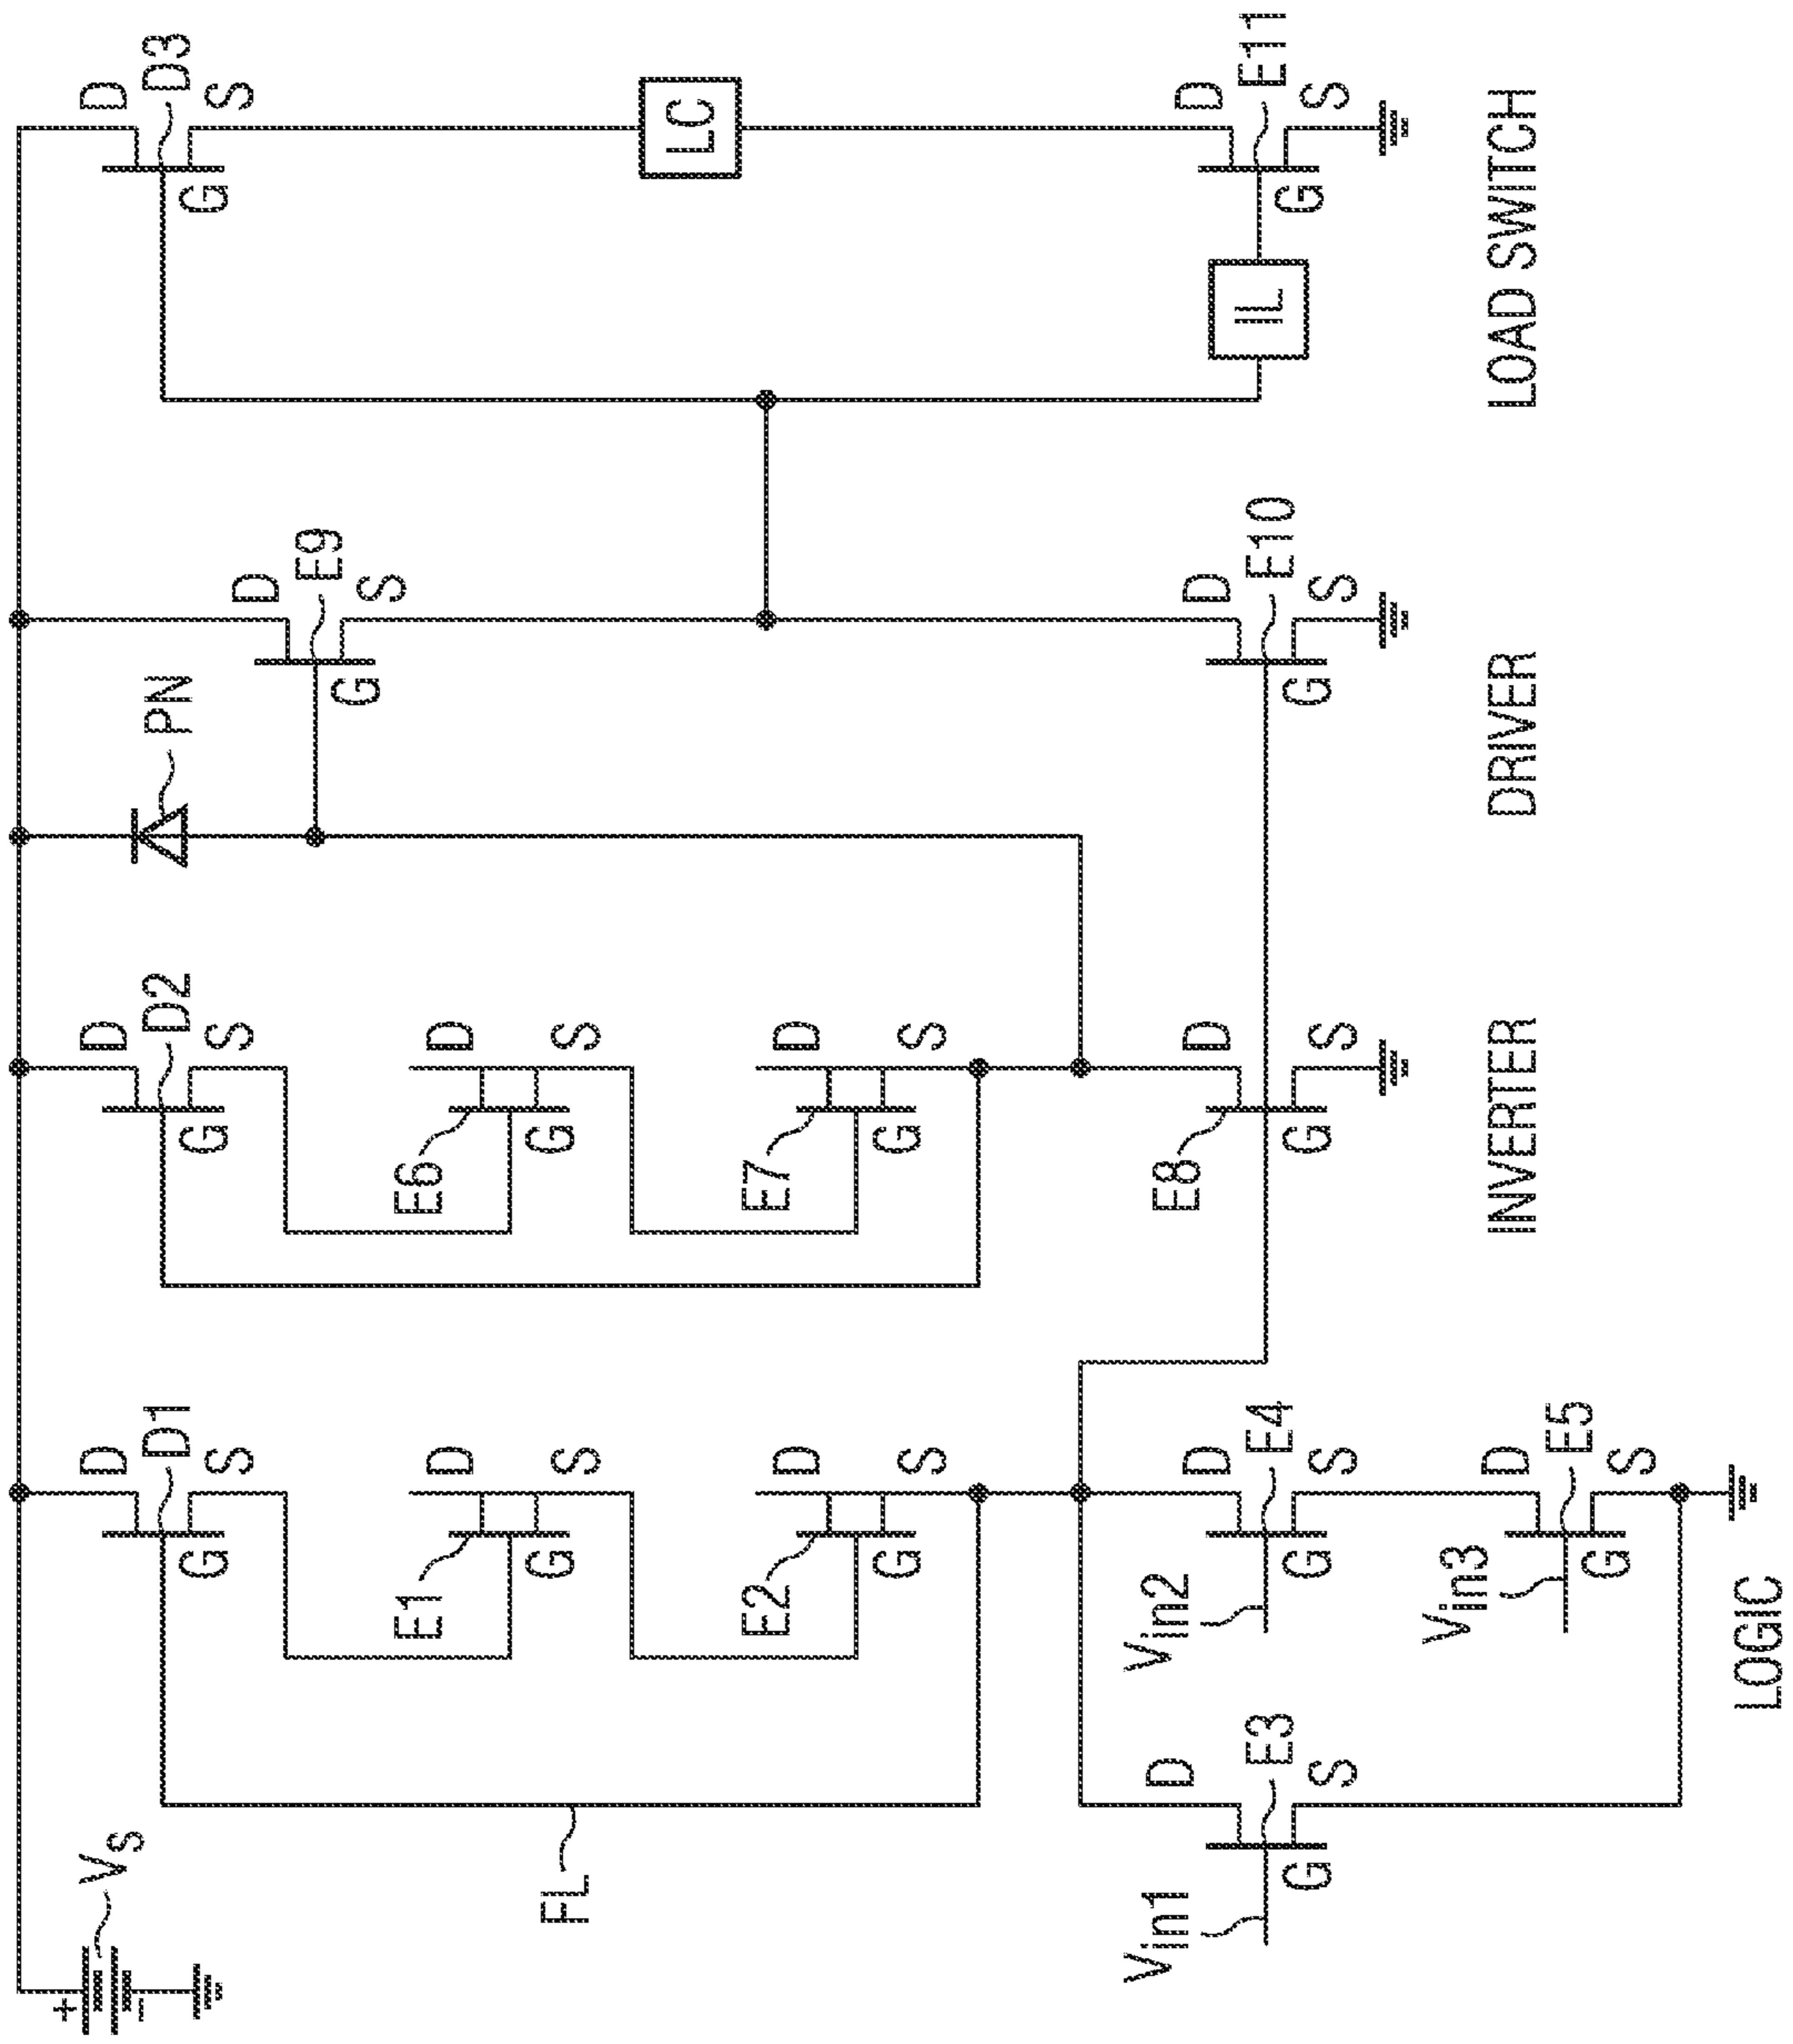 +
-
Vs
FL
D
D1
S
G
D
E1
S
G
D
E2
S
G
Vin1
D
E3
S
G
Vin2
D
E4
S
G
Vin3
D
E5
S
G
LOGIC
D
D2
S
G
D
E6
S
G
D
E7
S
G
D
E8
S
G
INVERTER
PN
D
E9
S
G
D
E10
S
G
DRIVER
D
D3
S
G
LC
IL
D
E11
S
G
LOAD SWITCH